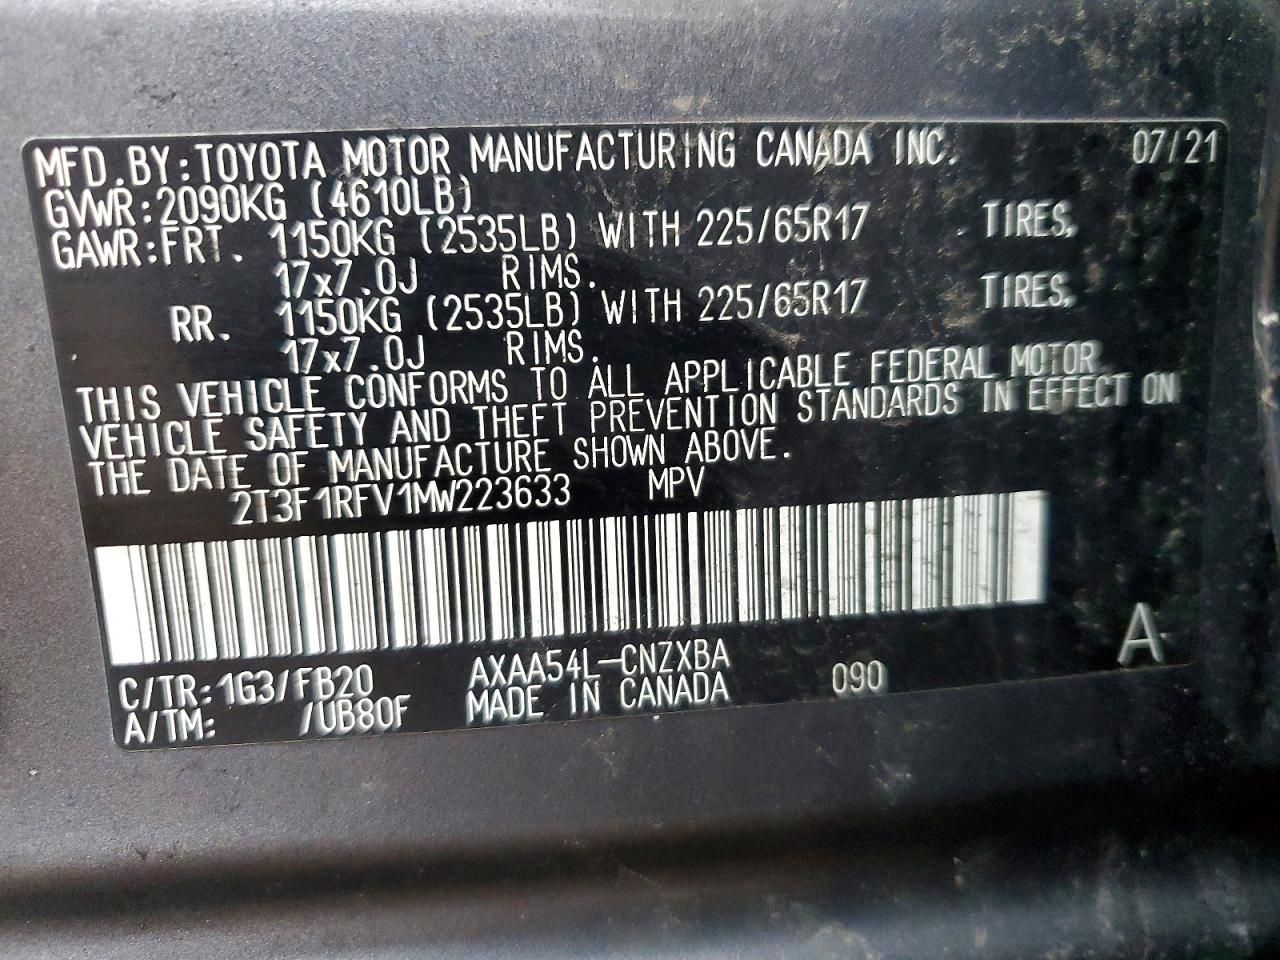 MFD.BY:TOYOTA MOTOR MANUFACTURING CANADA INC. 07/21
GVWR:2090KG (4610LB)
GAWR:FRT. 1150KG (2535LB) WITH 225/65R17 TIRES,
17x7.0J RIMS.
RR. 1150KG (2535LB) WITH 225/65R17 TIRES,
17x7.0J RIMS.
THIS VEHICLE CONFORMS TO ALL APPLICABLE FEDERAL MOTOR
VEHICLE SAFETY AND THEFT PREVENTION STANDARDS IN EFFECT ON
THE DATE OF MANUFACTURE SHOWN ABOVE.
2T3F1RFV1MW223633 MPV
C/TR:1G3/FB20 AXAA54L-CNZXBA 090 A
A/TM: /UB80F MADE IN CANADA